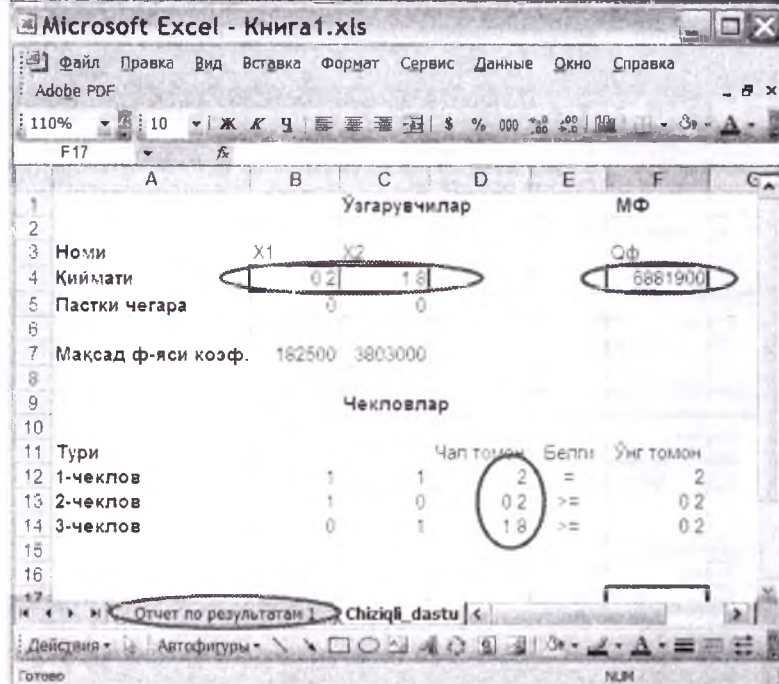 Microsoft Excel - Книга1.xls
Файл Правка Вид Вставка Формат Сервис Данные Окно Справка
Adobe PDF
110% 10 Ж К Ч $ % 000
F17 fx
A B C D E F G
1 Ўзгарувчилар МФ
2
3 Номи X1 X2 Qф
4 Қиймати 0.2 1.8 6881900
5 Пастки чегара 0 0
6
7 Мақсад ф-яси коэф. 182500 3803000
8
9 Чекловлар
10
11 Тури Чап томон Белги Ўнг томон
12 1-чеклов 1 1 2 = 2
13 2-чеклов 1 0 0.2 >= 0.2
14 3-чеклов 0 1 1.8 >= 0.2
15
16
17
Отчет по результатам 1 Chiziqli_dastu
Действия Автофигуры
Готово NUM